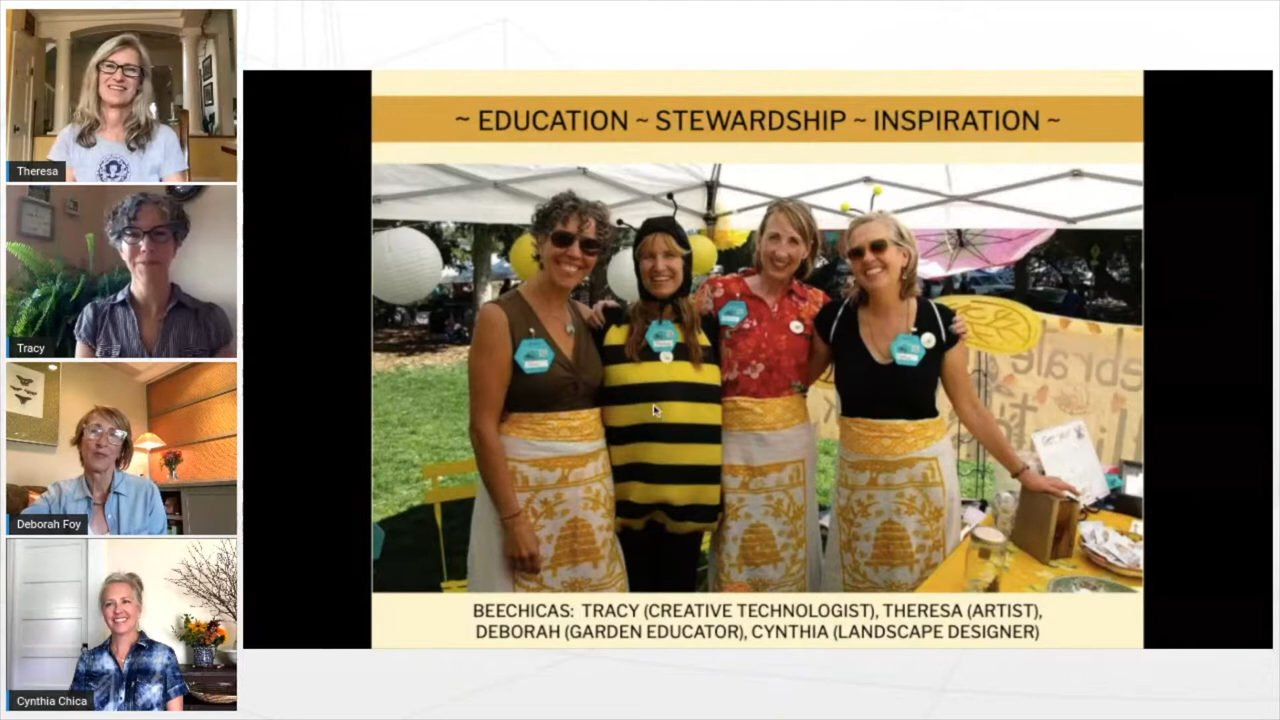 Theresa
Tracy
Deborah Foy
Cynthia Chica
~ EDUCATION ~ STEWARDSHIP ~ INSPIRATION ~
BEECHICAS: TRACY (CREATIVE TECHNOLOGIST), THERESA (ARTIST),
DEBORAH (GARDEN EDUCATOR), CYNTHIA (LANDSCAPE DESIGNER)